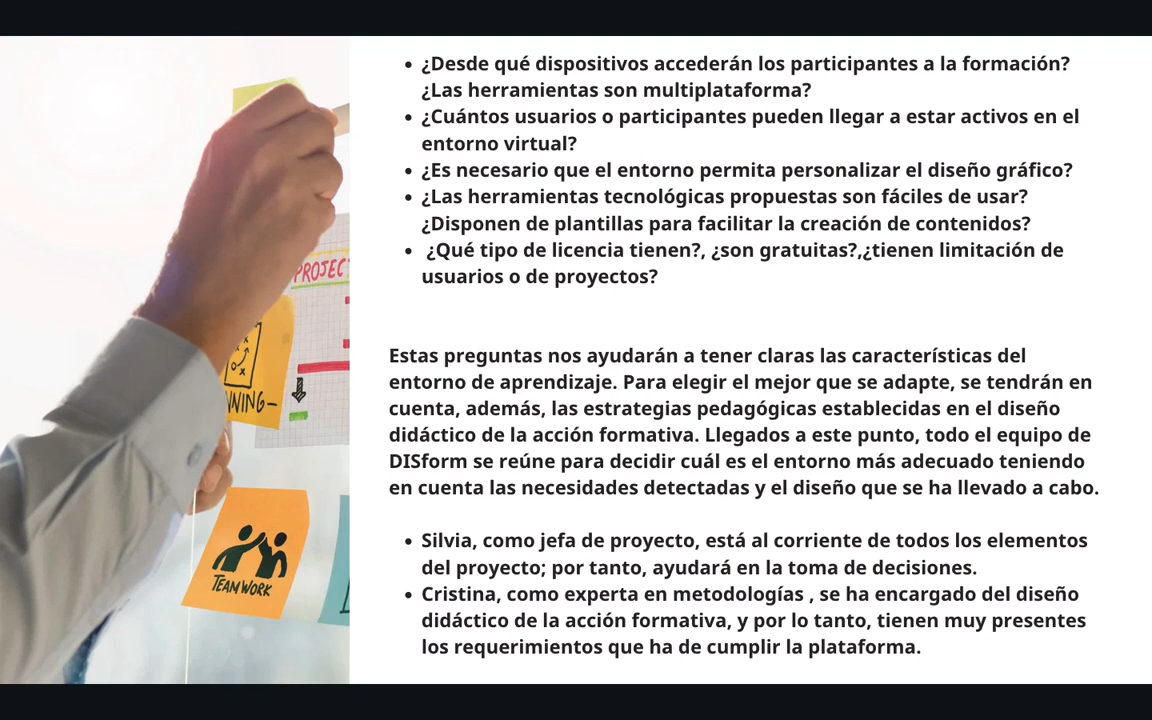 • ¿Desde qué dispositivos accederán los participantes a la formación?
¿Las herramientas son multiplataforma?
• ¿Cuántos usuarios o participantes pueden llegar a estar activos en el
entorno virtual?
• ¿Es necesario que el entorno permita personalizar el diseño gráfico?
• ¿Las herramientas tecnológicas propuestas son fáciles de usar?
¿Disponen de plantillas para facilitar la creación de contenidos?
• ¿Qué tipo de licencia tienen?, ¿son gratuitas?,¿tienen limitación de
usuarios o de proyectos?
Estas preguntas nos ayudarán a tener claras las características del
entorno de aprendizaje. Para elegir el mejor que se adapte, se tendrán en
cuenta, además, las estrategias pedagógicas establecidas en el diseño
didáctico de la acción formativa. Llegados a este punto, todo el equipo de
DISform se reúne para decidir cuál es el entorno más adecuado teniendo
en cuenta las necesidades detectadas y el diseño que se ha llevado a cabo.
• Silvia, como jefa de proyecto, está al corriente de todos los elementos
del proyecto; por tanto, ayudará en la toma de decisiones.
• Cristina, como experta en metodologías , se ha encargado del diseño
didáctico de la acción formativa, y por lo tanto, tienen muy presentes
los requerimientos que ha de cumplir la plataforma.
PROJEC
NNING-
TEAMWORK